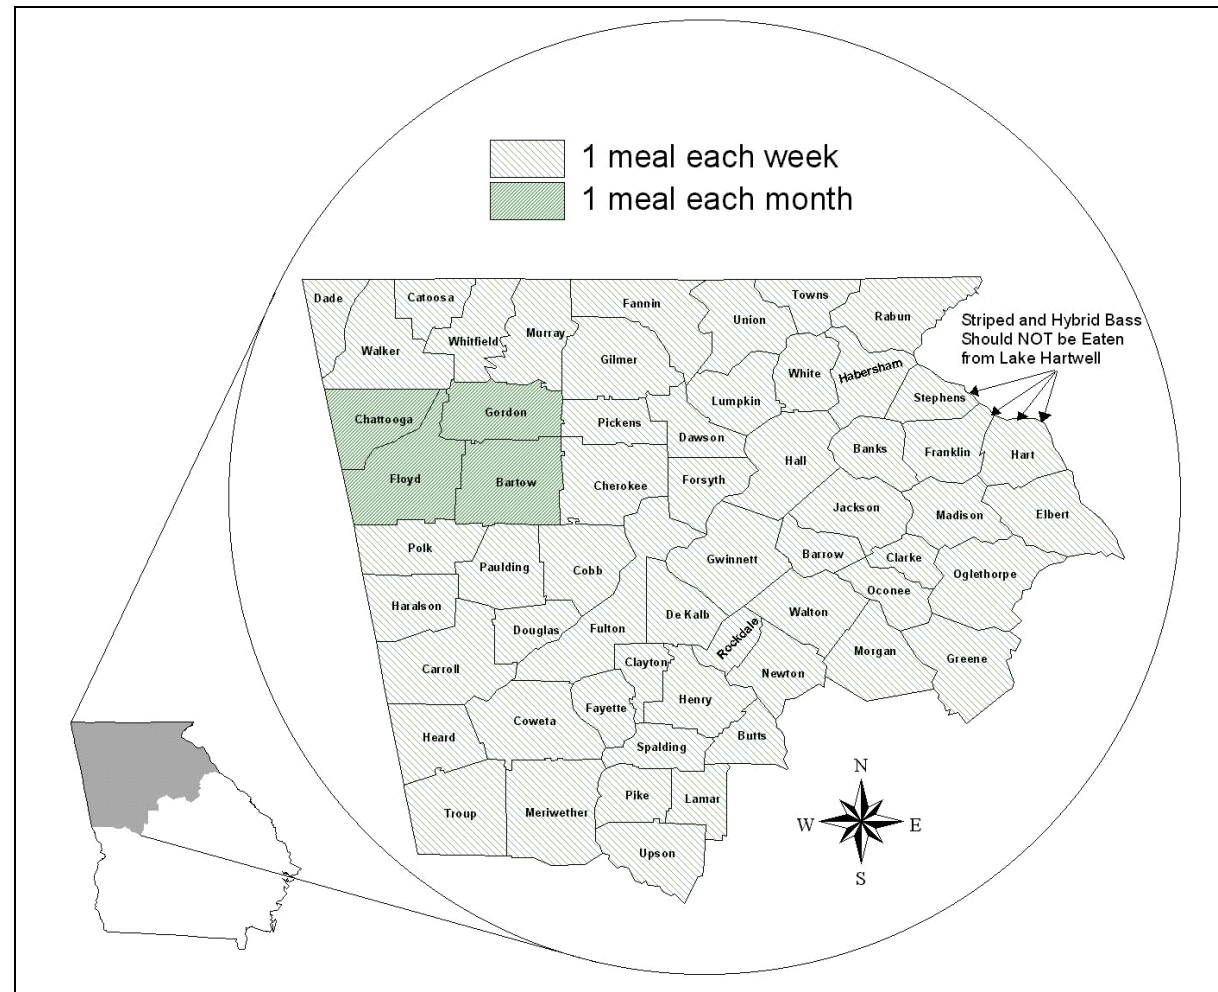 1 meal each week
1 meal each month
Dade
Catoosa
Walker
Whitfield
Murray
Fannin
Gilmer
Union
Towns
Rabun
Striped and Hybrid Bass
Should NOT be Eaten
from Lake Hartwell
White
Habersham
Stephens
Lumpkin
Chattooga
Gordon
Pickens
Dawson
Hall
Banks
Franklin
Hart
Floyd
Bartow
Cherokee
Forsyth
Jackson
Madison
Elbert
Polk
Paulding
Cobb
Gwinnett
Barrow
Clarke
Oglethorpe
Oconee
Haralson
Douglas
Fulton
De Kalb
Rockdale
Walton
Morgan
Greene
Carroll
Clayton
Henry
Newton
Heard
Coweta
Fayette
Spalding
Butts
Troup
Meriwether
Pike
Lamar
Upson
N
W
E
S